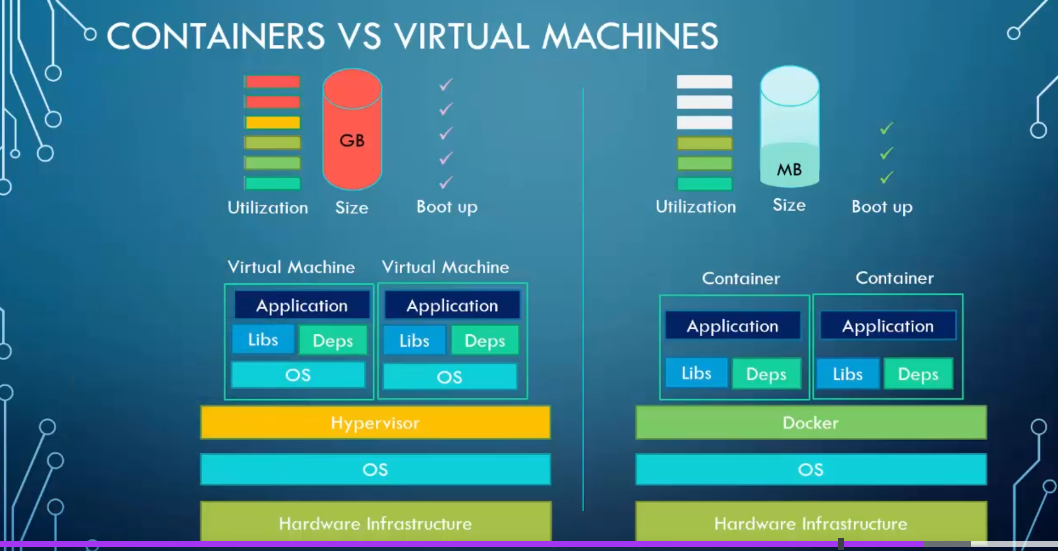 CONTAINERS VS VIRTUAL MACHINES
GB
Utilization Size Boot up
MB
Utilization Size Boot up
Virtual Machine Virtual Machine
Application Application
Libs Deps Libs Deps
OS OS
Hypervisor
OS
Hardware Infrastructure
Container Container
Application Application
Libs Deps Libs Deps
Docker
OS
Hardware Infrastructure